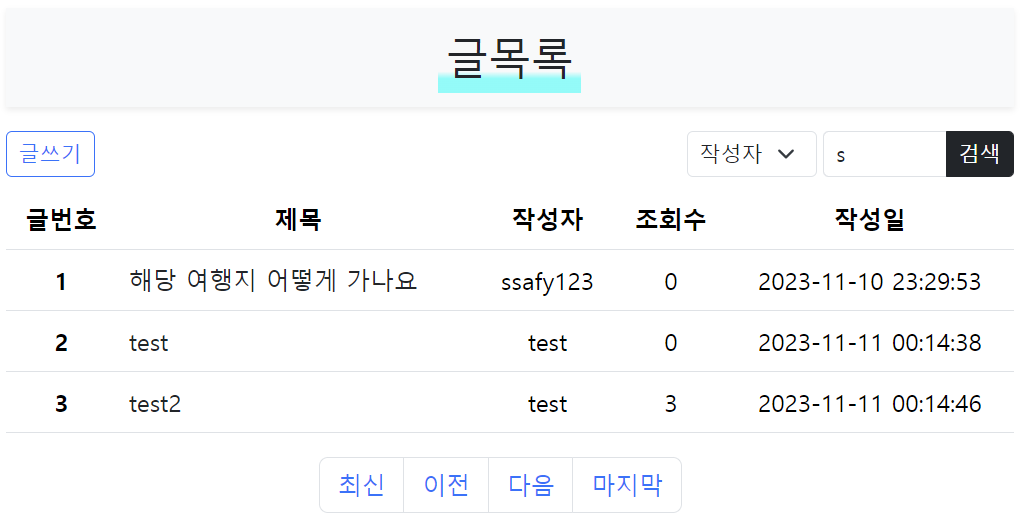 글목록
글쓰기 작성자 s 검색
글번호 제목 작성자 조회수 작성일
1 해당 여행지 어떻게 가나요 ssafy123 0 2023-11-10 23:29:53
2 test test 0 2023-11-11 00:14:38
3 test2 test 3 2023-11-11 00:14:46
최신 이전 다음 마지막